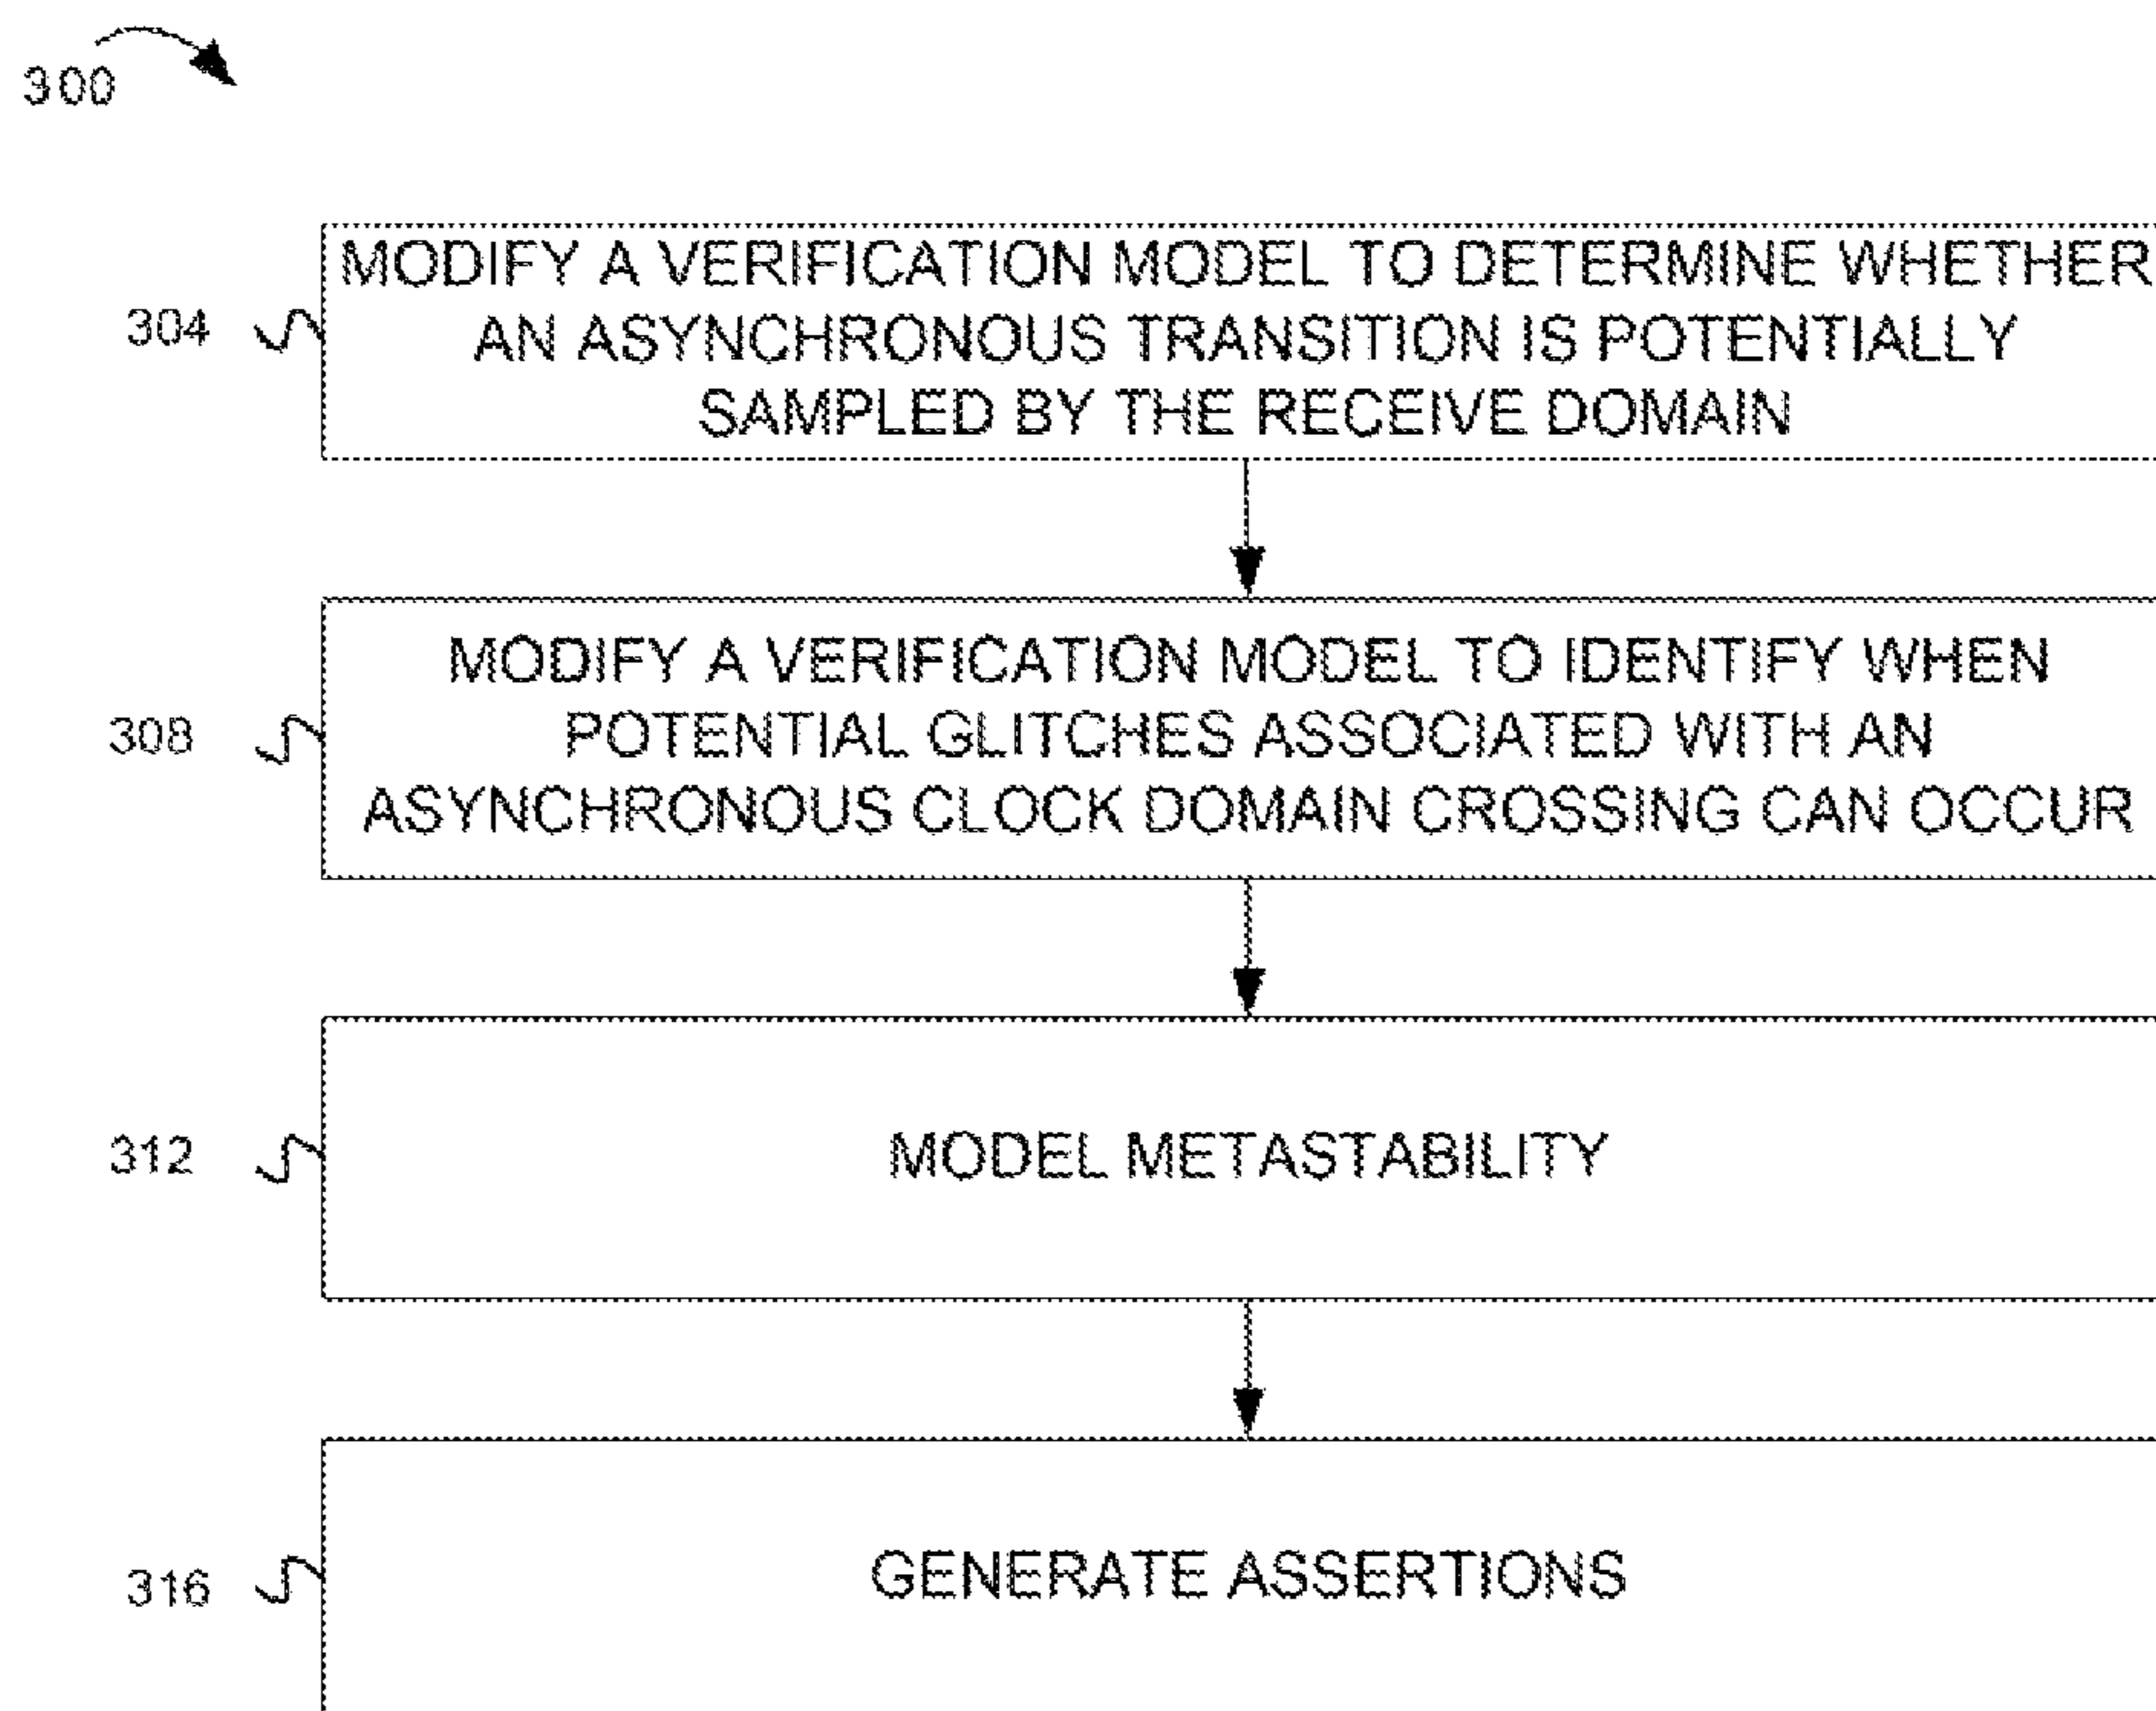 300
304
MODIFY A VERIFICATION MODEL TO DETERMINE WHETHER
AN ASYNCHRONOUS TRANSITION IS POTENTIALLY
SAMPLED BY THE RECEIVE DOMAIN
308
MODIFY A VERIFICATION MODEL TO IDENTIFY WHEN
POTENTIAL GLITCHES ASSOCIATED WITH AN
ASYNCHRONOUS CLOCK DOMAIN CROSSING CAN OCCUR
312
MODEL METASTABILITY
316
GENERATE ASSERTIONS